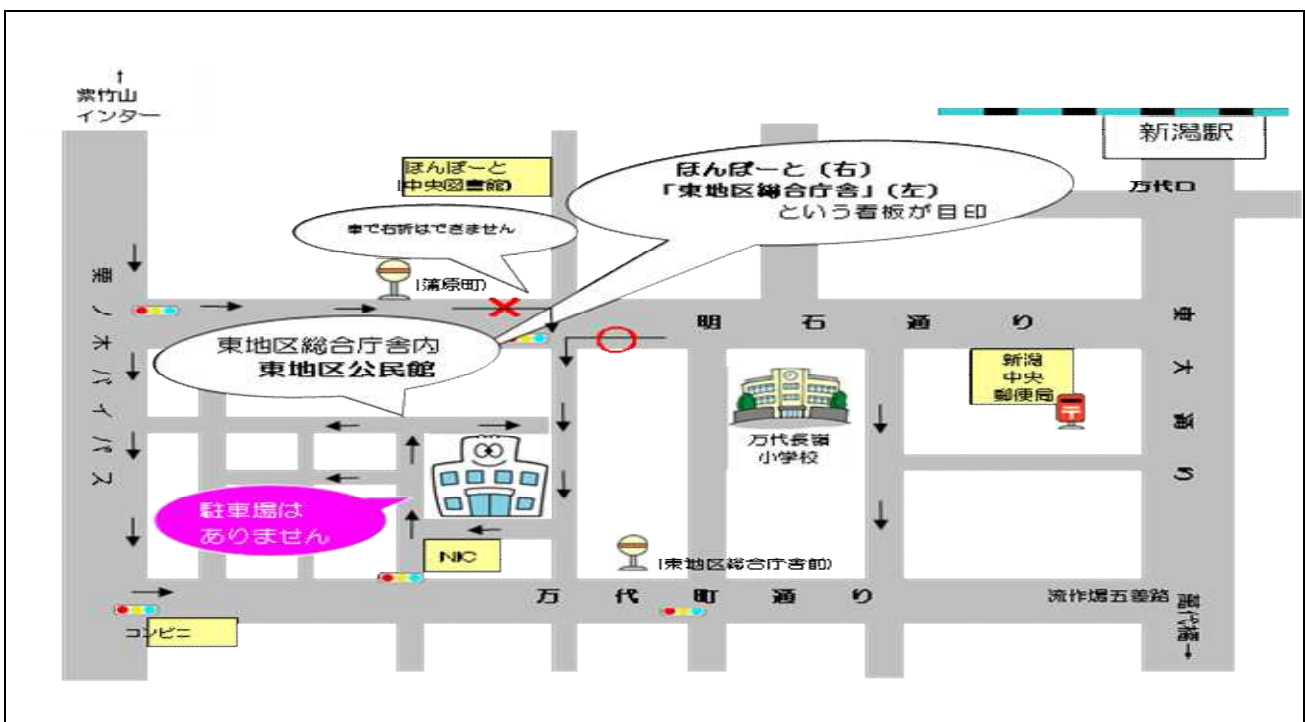 ↑
紫竹山
インター
新潟駅
万代口
ほんぽーと
(中央図書館)
ほんぽーと（右）
「東地区総合庁舎」（左）
という看板が目印
車で右折はできません
(蒲原町)
栗ノ木バイパス
明石通り
東大通り
東地区総合庁舎内
東地区公民館
新潟
中央
郵便局
万代長嶺
小学校
駐車場は
ありません
NIC
(東地区総合庁舎前)
万代町通り
流作場五差路
萬代橋→
コンビニ